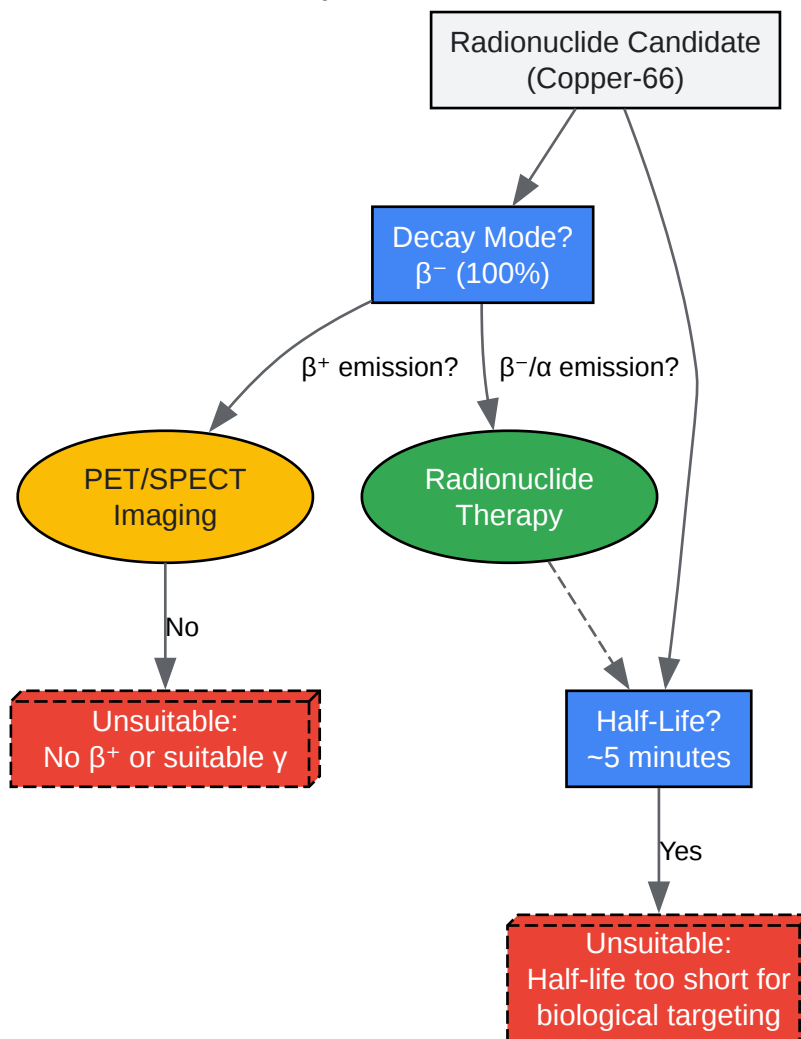 Radionuclide Candidate
(Copper-66)
Decay Mode?
β⁻ (100%)
β⁺ emission?
β⁻/α emission?
PET/SPECT
Imaging
Radionuclide
Therapy
No
Unsuitable:
No β⁺ or suitable γ
Half-Life?
~5 minutes
Yes
Unsuitable:
Half-life too short for
biological targeting